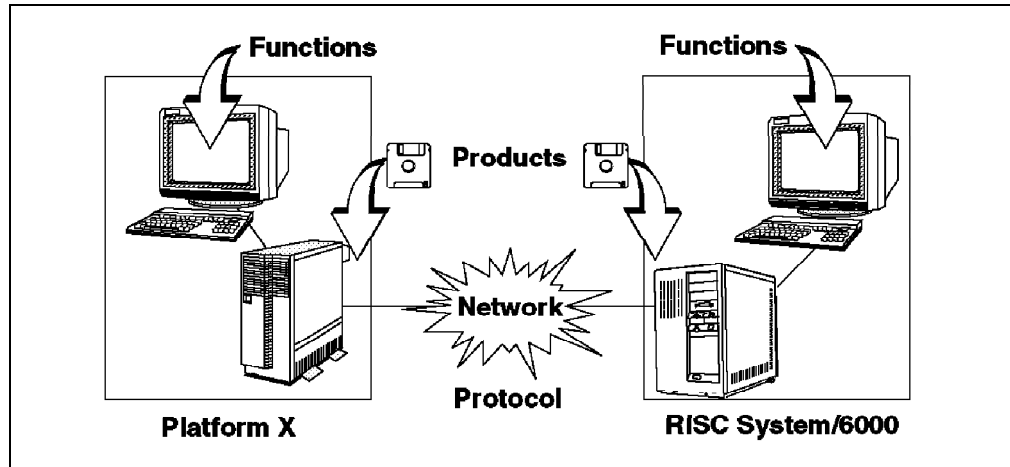 Functions
Functions
Products
Network
Protocol
Platform X
RISC System/6000